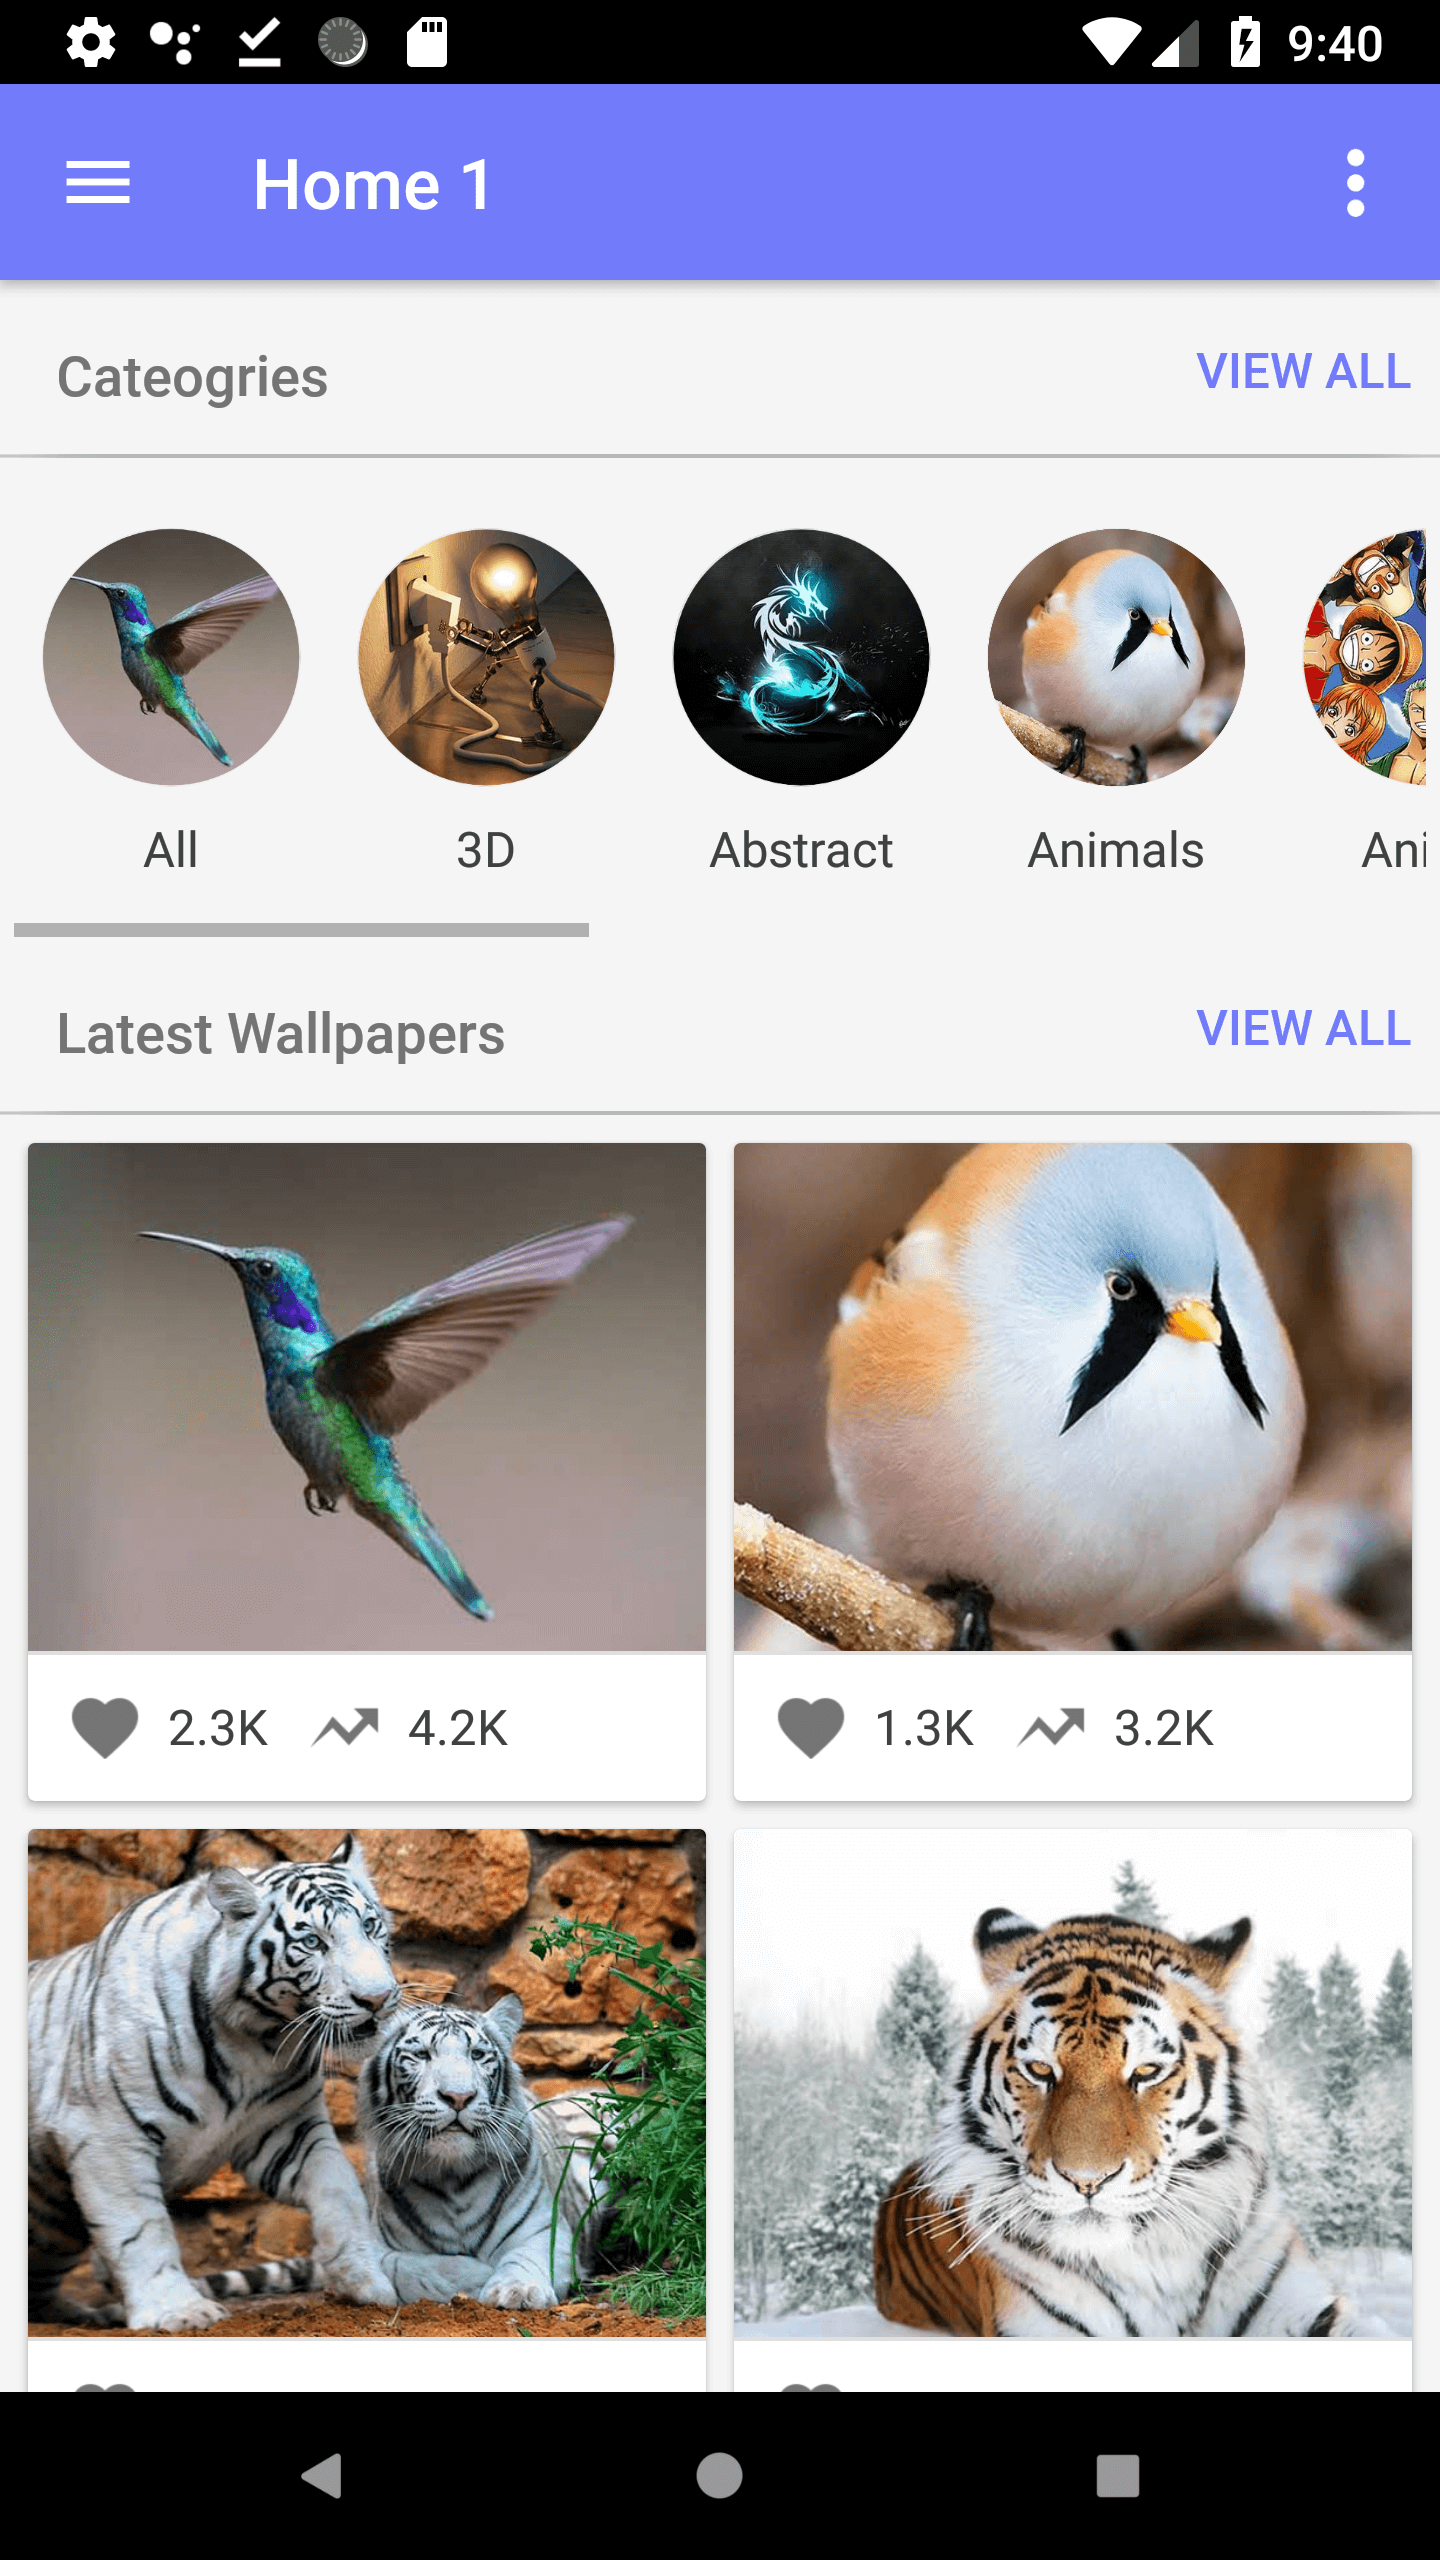 9:40
Home 1
Cateogries
VIEW ALL
All
3D
Abstract
Animals
Ani
Latest Wallpapers
VIEW ALL
2.3K
4.2K
1.3K
3.2K